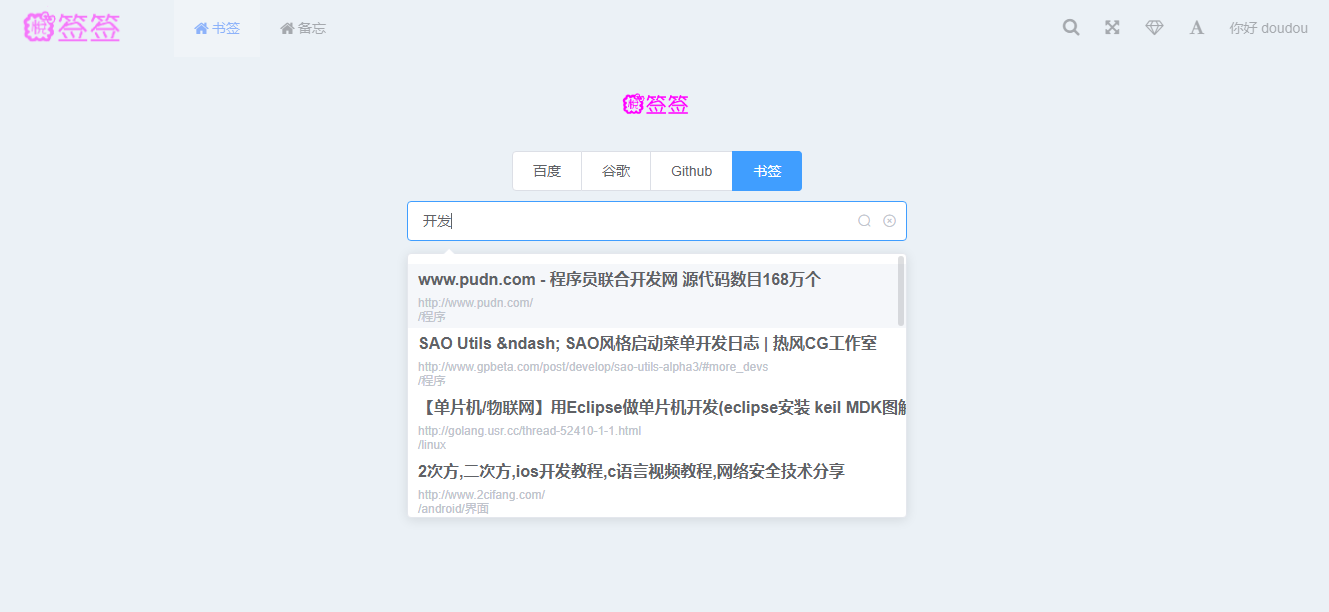 签签
书签
备忘
你好 doudou
签签
百度
谷歌
Github
书签
开发
www.pudn.com - 程序员联合开发网 源代码数目168万个
http://www.pudn.com/
/程序
SAO Utils &ndash; SAO风格启动菜单开发日志 | 热风CG工作室
http://www.gpbeta.com/post/develop/sao-utils-alpha3/#more_devs
/程序
【单片机/物联网】用Eclipse做单片机开发(eclipse安装 keil MDK图解
http://golang.usr.cc/thread-52410-1-1.html
/linux
2次方,二次方,ios开发教程,c语言视频教程,网络安全技术分享
http://www.2cifang.com/
/android/界面